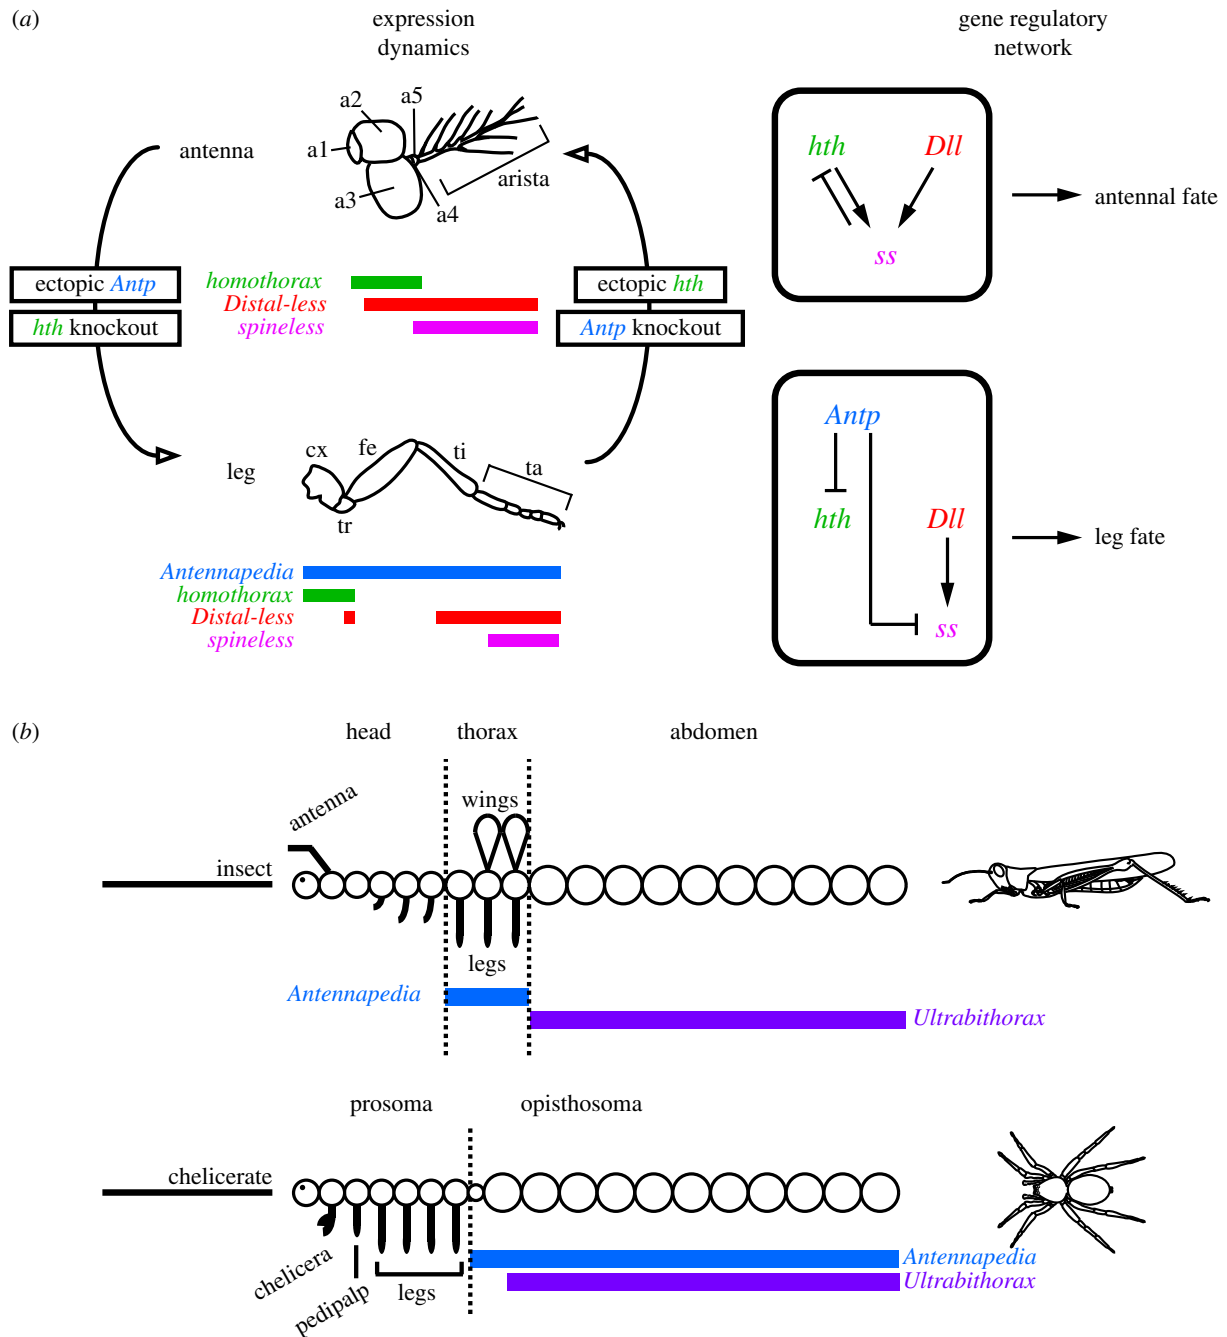 (a)
expression
dynamics
gene regulatory
network
antenna
a1
a2
a5
a3
a4
arista
ectopic Antp
hth knockout
homothorax
Distal-less
spineless
ectopic hth
Antp knockout
hth
Dll
ss
antennal fate
leg
cx
fe
ti
ta
tr
Antennapedia
homothorax
Distal-less
spineless
Antp
hth
Dll
ss
leg fate
(b)
head
thorax
abdomen
antenna
wings
insect
legs
Antennapedia
Ultrabithorax
prosoma
opisthosoma
chelicerate
chelicera
pedipalp
legs
Antennapedia
Ultrabithorax